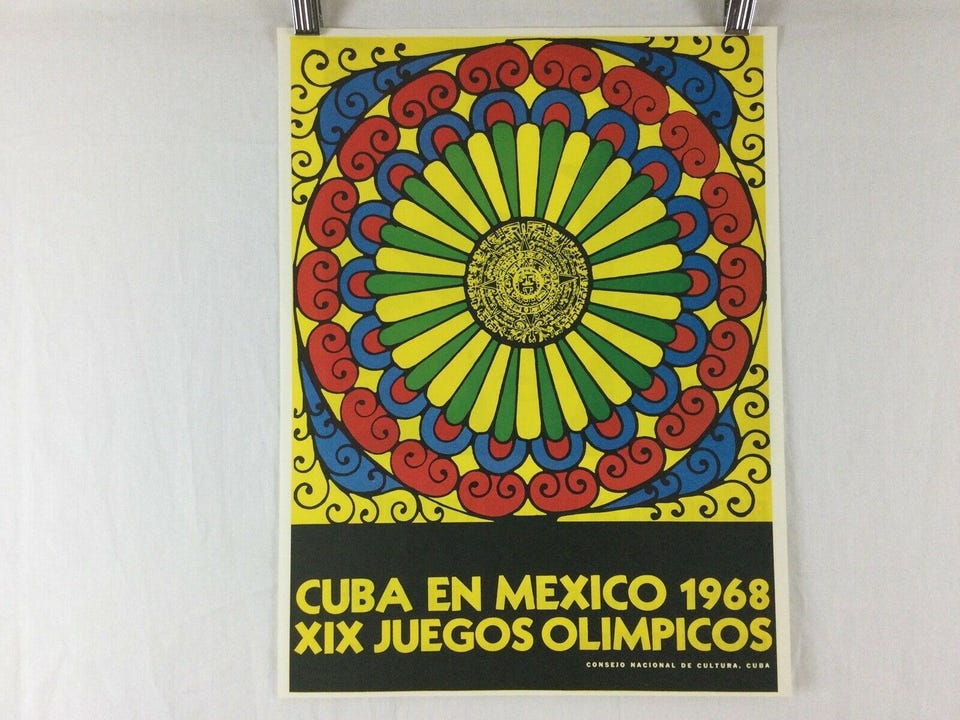 CUBA EN MEXICO 1968
XIX JUEGOS OLIMPICOS
CONSEJO NACIONAL DE CULTURA, CUBA